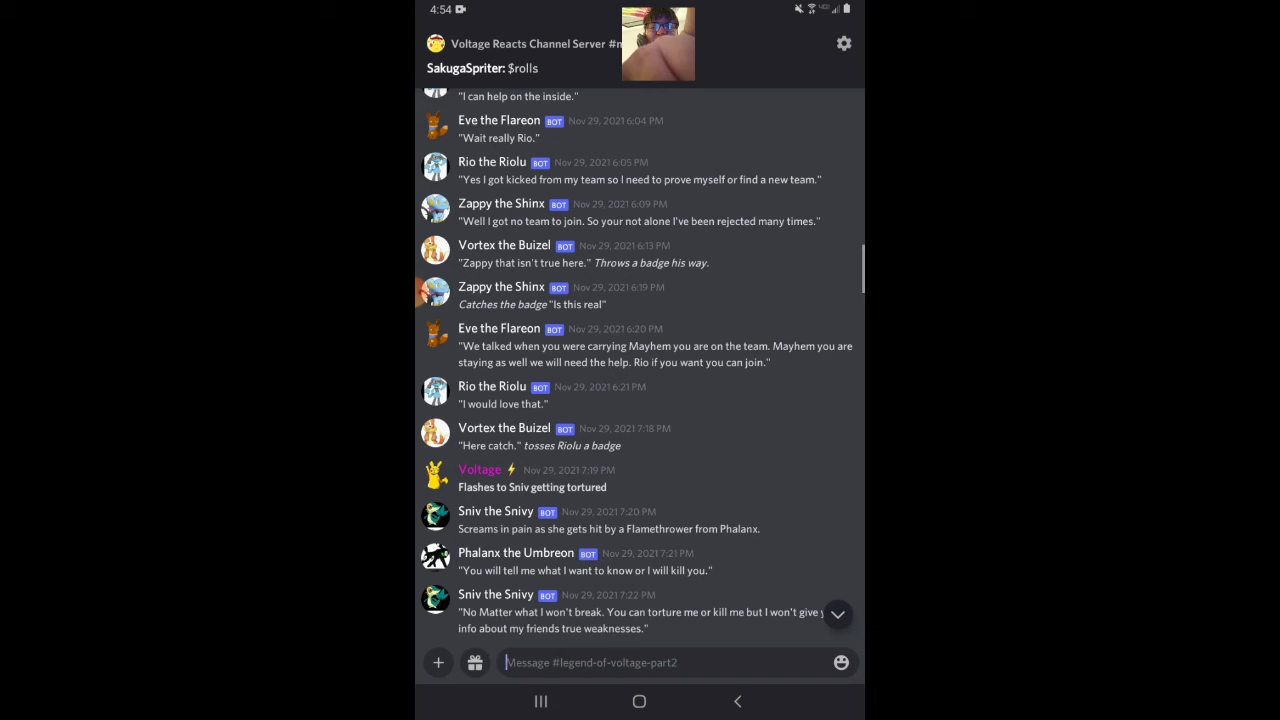 4:54
Voltage Reacts Channel Server #
SakugaSpriter: $rolls
"I can help on the inside."
Eve the Flareon BOT Nov 29, 2021 6:04 PM
"Wait really Rio."
Rio the Riolu BOT Nov 29, 2021 6:05 PM
"Yes I got kicked from my team so I need to prove myself or find a new team."
Zappy the Shinx BOT Nov 29, 2021 6:09 PM
"Well I got no team to join. So your not alone I've been rejected many times."
Vortex the Buizel BOT Nov 29, 2021 6:13 PM
"Zappy that isn't true here." Throws a badge his way.
Zappy the Shinx BOT Nov 29, 2021 6:19 PM
Catches the badge "Is this real"
Eve the Flareon BOT Nov 29, 2021 6:20 PM
"We talked when you were carrying Mayhem you are on the team. Mayhem you are
staying as well we will need the help. Rio if you want you can join."
Rio the Riolu BOT Nov 29, 2021 6:21 PM
"I would love that."
Vortex the Buizel BOT Nov 29, 2021 7:18 PM
"Here catch." tosses Riolu a badge
Voltage ⚡ Nov 29, 2021 7:19 PM
Flashes to Sniv getting tortured
Sniv the Snivy BOT Nov 29, 2021 7:20 PM
Screams in pain as she gets hit by a Flamethrower from Phalanx.
Phalanx the Umbreon BOT Nov 29, 2021 7:21 PM
"You will tell me what I want to know or I will kill you."
Sniv the Snivy BOT Nov 29, 2021 7:22 PM
"No Matter what I won't break. You can torture me or kill me but I won't give
info about my friends true weaknesses."
Message #legend-of-voltage-part2